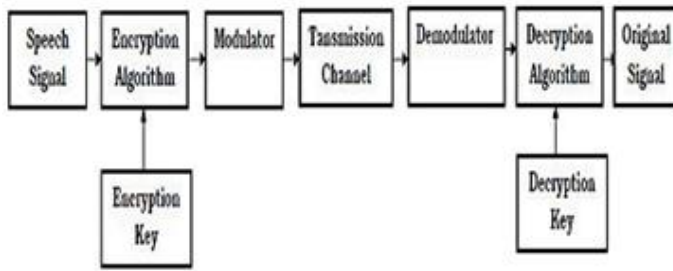 Speech
Signal
Encryption
Algorithm
Modulator
Tansmission
Channel
Demodulator
Decryption
Algorithm
Original
Signal
Encryption
Key
Decryption
Key